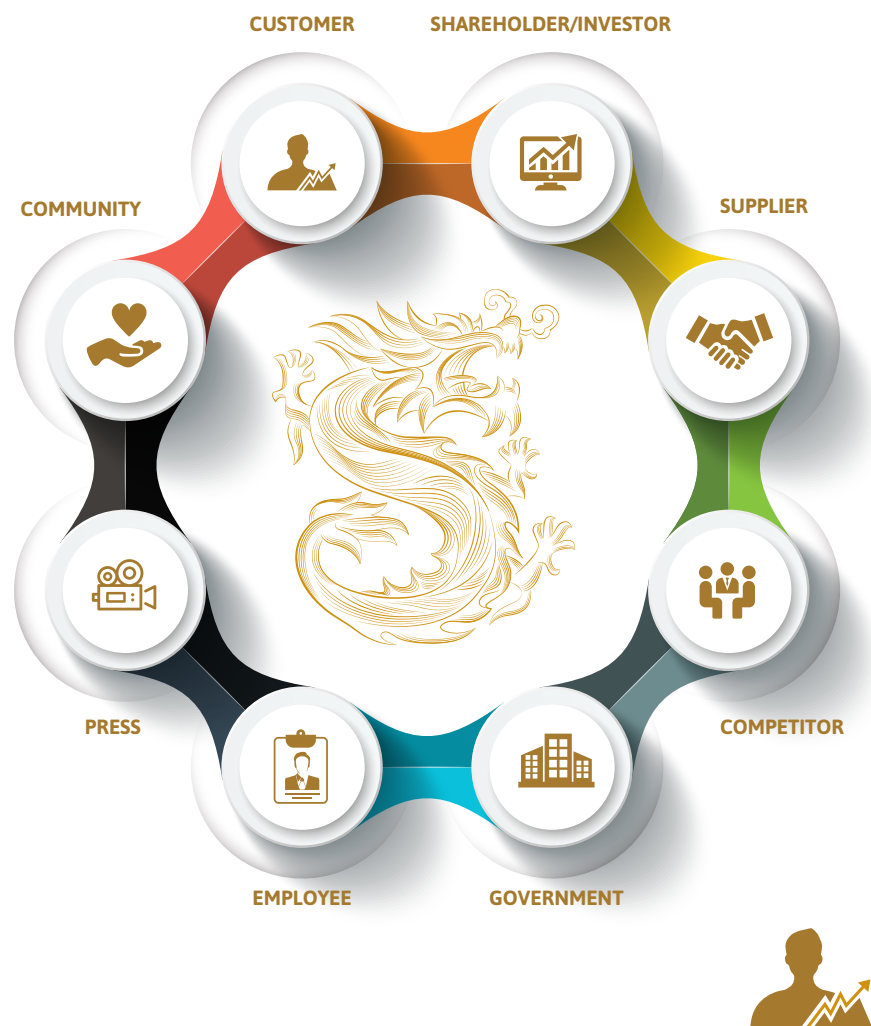 CUSTOMER
SHAREHOLDER/INVESTOR
COMMUNITY
SUPPLIER
PRESS
COMPETITOR
EMPLOYEE
GOVERNMENT